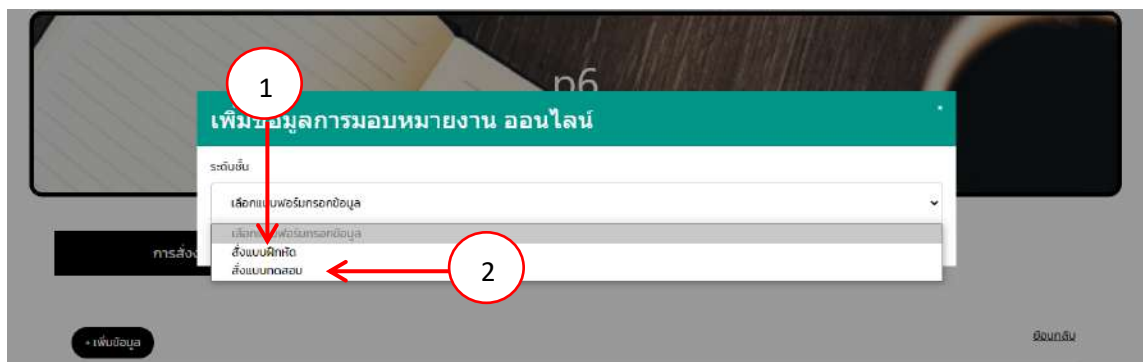 1
p6
เพิ่มข้อมูลการมอบหมายงาน ออนไลน์
ระดับชั้น
เลือกแบบฟอร์มกรอกข้อมูล
เลือกแบบฟอร์มกรอกข้อมูล
การสั่ง
สั่งแบบฝึกหัด
สั่งแบบทดสอบ
2
+ เพิ่มข้อมูล
ย้อนกลับ